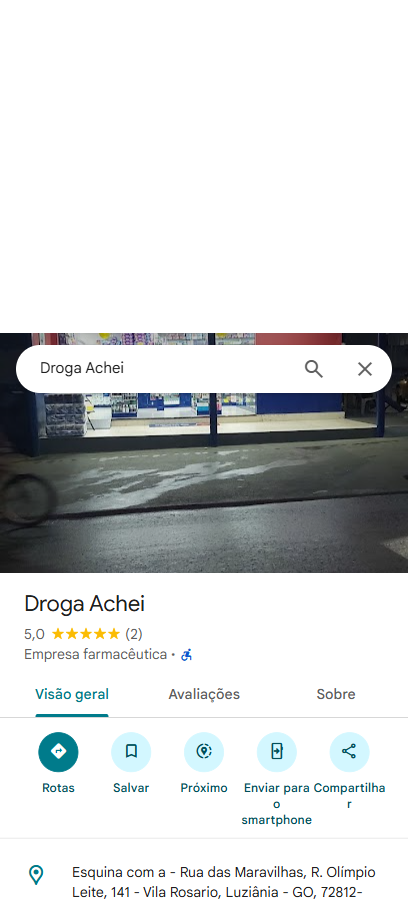 Droga Achei
Droga Achei
5,0 (2)
Empresa farmacêutica ·
Visão geral Avaliações Sobre
Rotas Salvar Próximo Enviar para o smartphone Compartilhar
Esquina com a - Rua das Maravilhas, R. Olímpio
Leite, 141 - Vila Rosario, Luziânia - GO, 72812-